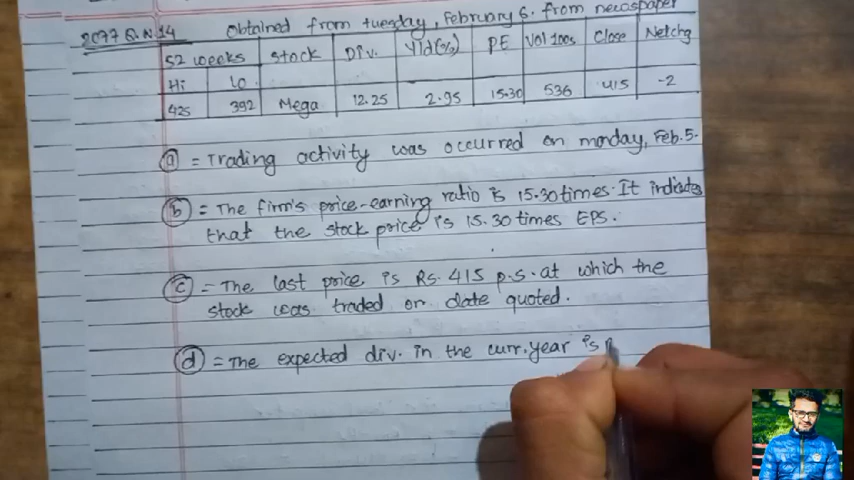 2077 Q.N.14 Obtained from tuesday, February 6. from newspaper
52 weeks Stock Div. Yld(%) PE Vol 100s Close Netchg
Hi Lo
425 392 Mega 12.25 2.95 15.30 536 415 -2
(a) = Trading activity was occurred on monday, Feb.5.
(b) = The firm's price-earning ratio is 15.30 times. It indicates
that the stock price is 15.30 times EPS.
(c) = The last price is Rs. 415 p.s. at which the
stock was traded on date quoted.
(d) = The expected div. in the curr. year is